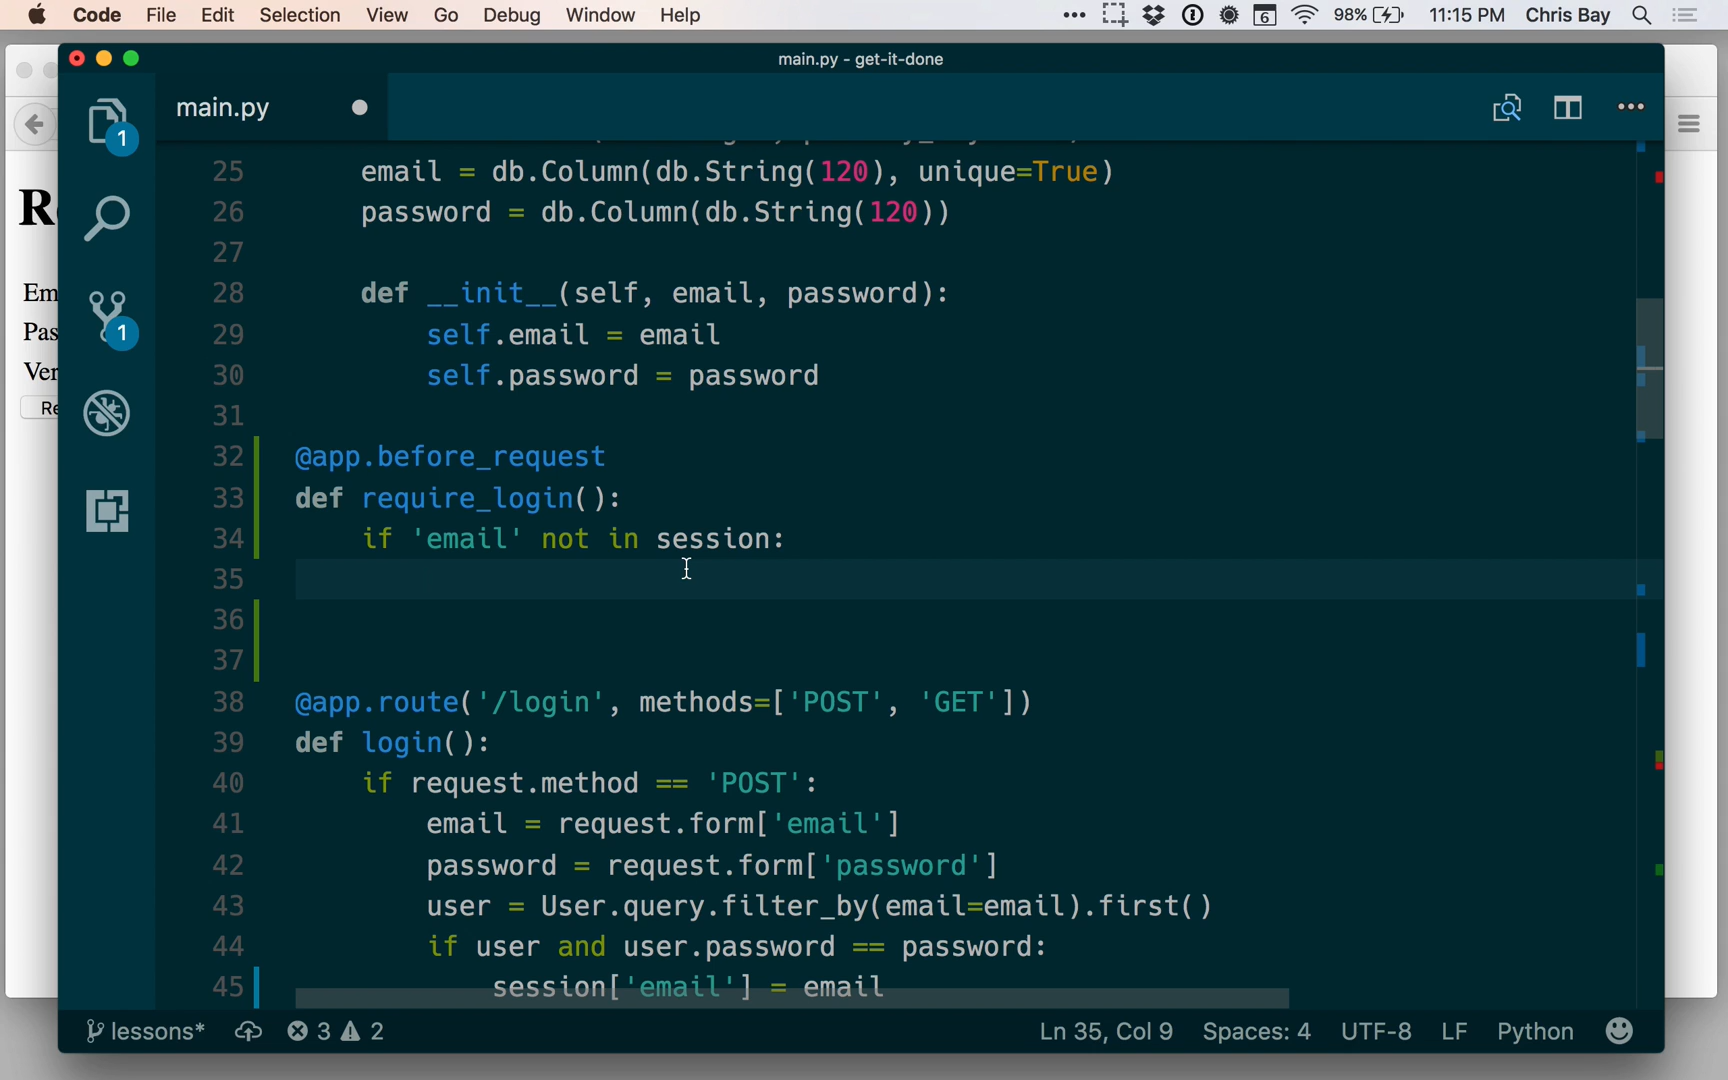 Code File Edit Selection View Go Debug Window Help 6 98% 11:15 PM Chris Bay
main.py - get-it-done
main.py
1
25 email = db.Column(db.String(120), unique=True)
26 password = db.Column(db.String(120))
27
28 def __init__(self, email, password):
29 self.email = email
30 self.password = password
31
32 @app.before_request
33 def require_login():
34 if 'email' not in session:
35
36
37
38 @app.route('/login', methods=['POST', 'GET'])
39 def login():
40 if request.method == 'POST':
41 email = request.form['email']
42 password = request.form['password']
43 user = User.query.filter_by(email=email).first()
44 if user and user.password == password:
45 session['email'] = email
1
lessons* 3 2 Ln 35, Col 9 Spaces: 4 UTF-8 LF Python